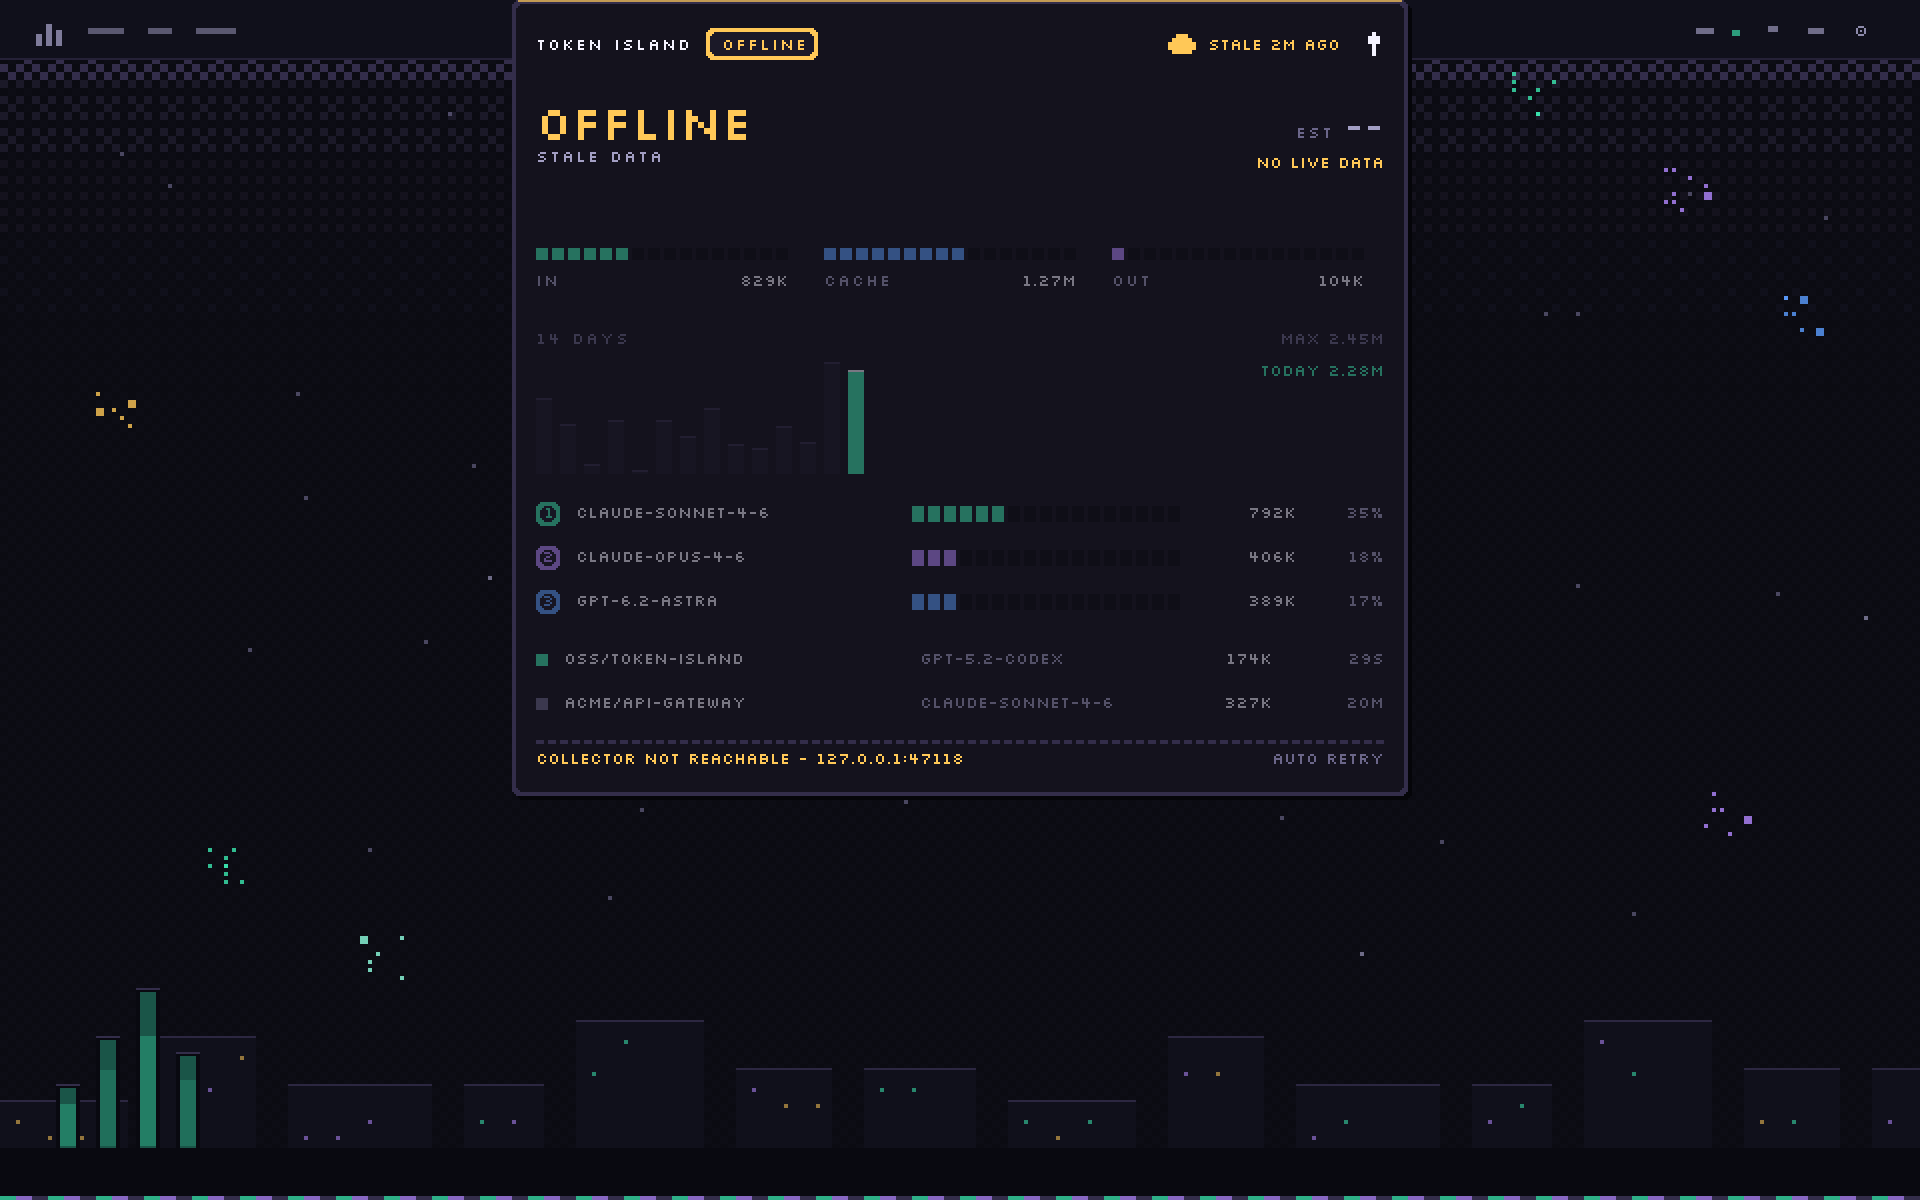 TOKEN ISLAND OFFLINE STALE 2M AGO
OFFLINE EST --
STALE DATA NO LIVE DATA
IN 829K CACHE 1.27M OUT 104K
14 DAYS MAX 2.45M
TODAY 2.28M
1 CLAUDE-SONNET-4-6 792K 35%
2 CLAUDE-OPUS-4-6 406K 18%
3 GPT-6.2-ASTRA 389K 17%
OSS/TOKEN-ISLAND GPT-5.2-CODEX 174K 29S
ACME/API-GATEWAY CLAUDE-SONNET-4-6 327K 20M
COLLECTOR NOT REACHABLE - 127.0.0.1:47118 AUTO RETRY